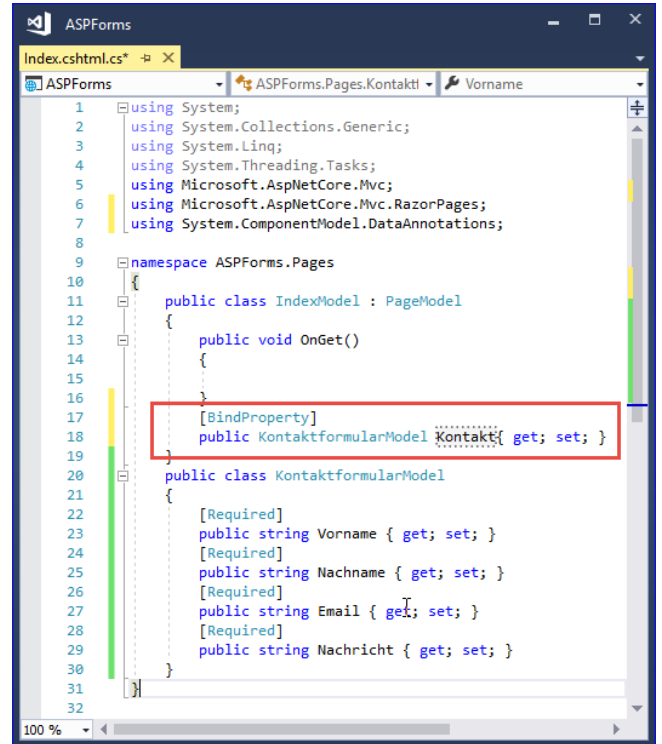 ASPForms
Index.cshtml.cs*
ASPForms
ASPForms.Pages.Kontaktf
Vorname
1 using System;
2 using System.Collections.Generic;
3 using System.Linq;
4 using System.Threading.Tasks;
5 using Microsoft.AspNetCore.Mvc;
6 using Microsoft.AspNetCore.Mvc.RazorPages;
7 using System.ComponentModel.DataAnnotations;
8
9 namespace ASPForms.Pages
10 {
11 public class IndexModel : PageModel
12 {
13 public void OnGet()
14 {
15
16 }
17 [BindProperty]
18 public KontaktformularModel Kontakt{ get; set; }
19 }
20 public class KontaktformularModel
21 {
22 [Required]
23 public string Vorname { get; set; }
24 [Required]
25 public string Nachname { get; set; }
26 [Required]
27 public string Email { get; set; }
28 [Required]
29 public string Nachricht { get; set; }
30 }
31 }
32
100 %